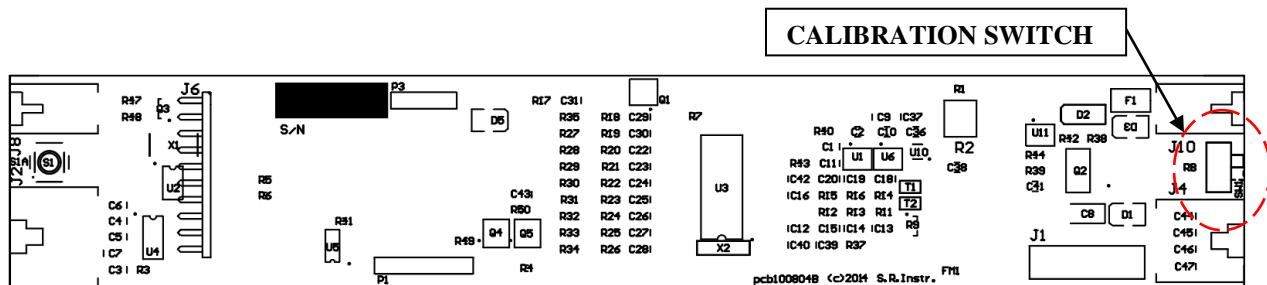 CALIBRATION SWITCH
J6 P3 R1
R47 R3 R17 C31 Q1 F1
R48 D5 R35 R18 C29 R7 C9 C37 D2 D3
S/N R27 R19 C30 R40 C2 C10 C36 R2 U11 R42 R38
J8 X1 R28 R20 C22 C1 U1 U6 U10 J10
S1A S1 R29 R21 C23 R43 C11 C38 R44 R8
J2 U2 R5 R30 R22 C24 U3 C42 C20 C19 C18 T1 R39 Q2
R6 C43 R31 R23 C25 C16 R15 R16 R14 T2 C41 J4 SW1
C6 R50 R32 R24 C26 R12 R13 R11 R9 C8 D1 C44
C4 R41 Q4 Q5 R33 R25 C27 C12 C15 C14 C13 J1 C45
C5 U4 U5 R49 R34 R26 C28 X2 C40 C39 R37 C46
C7 C47
C3 R3 R4
P1 pcb100804B (c)2014 S.R.Instr. FM1